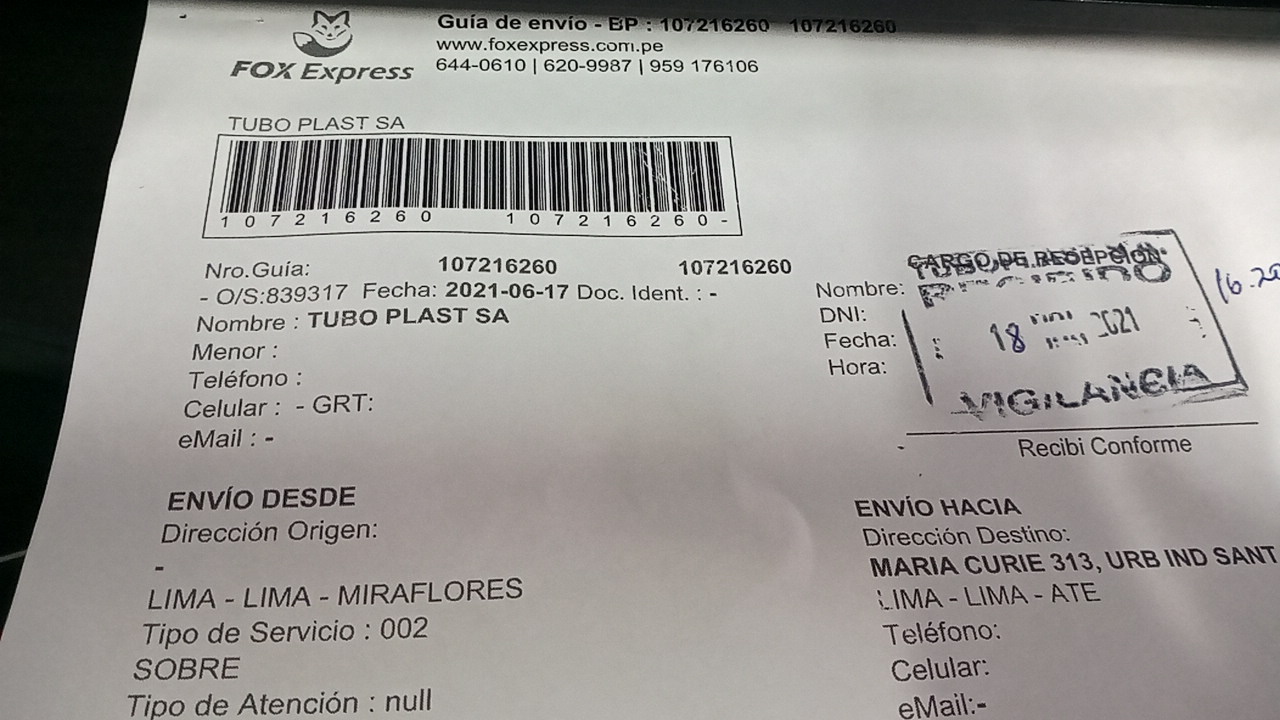 FOX Express
Guía de envío - BP : 107216260 107216260
www.foxexpress.com.pe
644-0610 | 620-9987 | 959 176106
TUBO PLAST SA
107216260 107216260-
Nro.Guía: 107216260 107216260
- O/S:839317 Fecha: 2021-06-17 Doc. Ident. : -
Nombre : TUBO PLAST SA
Menor :
Teléfono :
Celular : - GRT:
eMail : -
CARGO DE RECEPCIÓN
Nombre:
DNI:
Fecha: 18 2021
Hora:
VIGILANCIA
Recibi Conforme
ENVÍO DESDE
Dirección Origen:
-
LIMA - LIMA - MIRAFLORES
Tipo de Servicio : 002
SOBRE
Tipo de Atención : null
ENVÍO HACIA
Dirección Destino:
MARIA CURIE 313, URB IND SANT
LIMA - LIMA - ATE
Teléfono:
Celular:
eMail:-